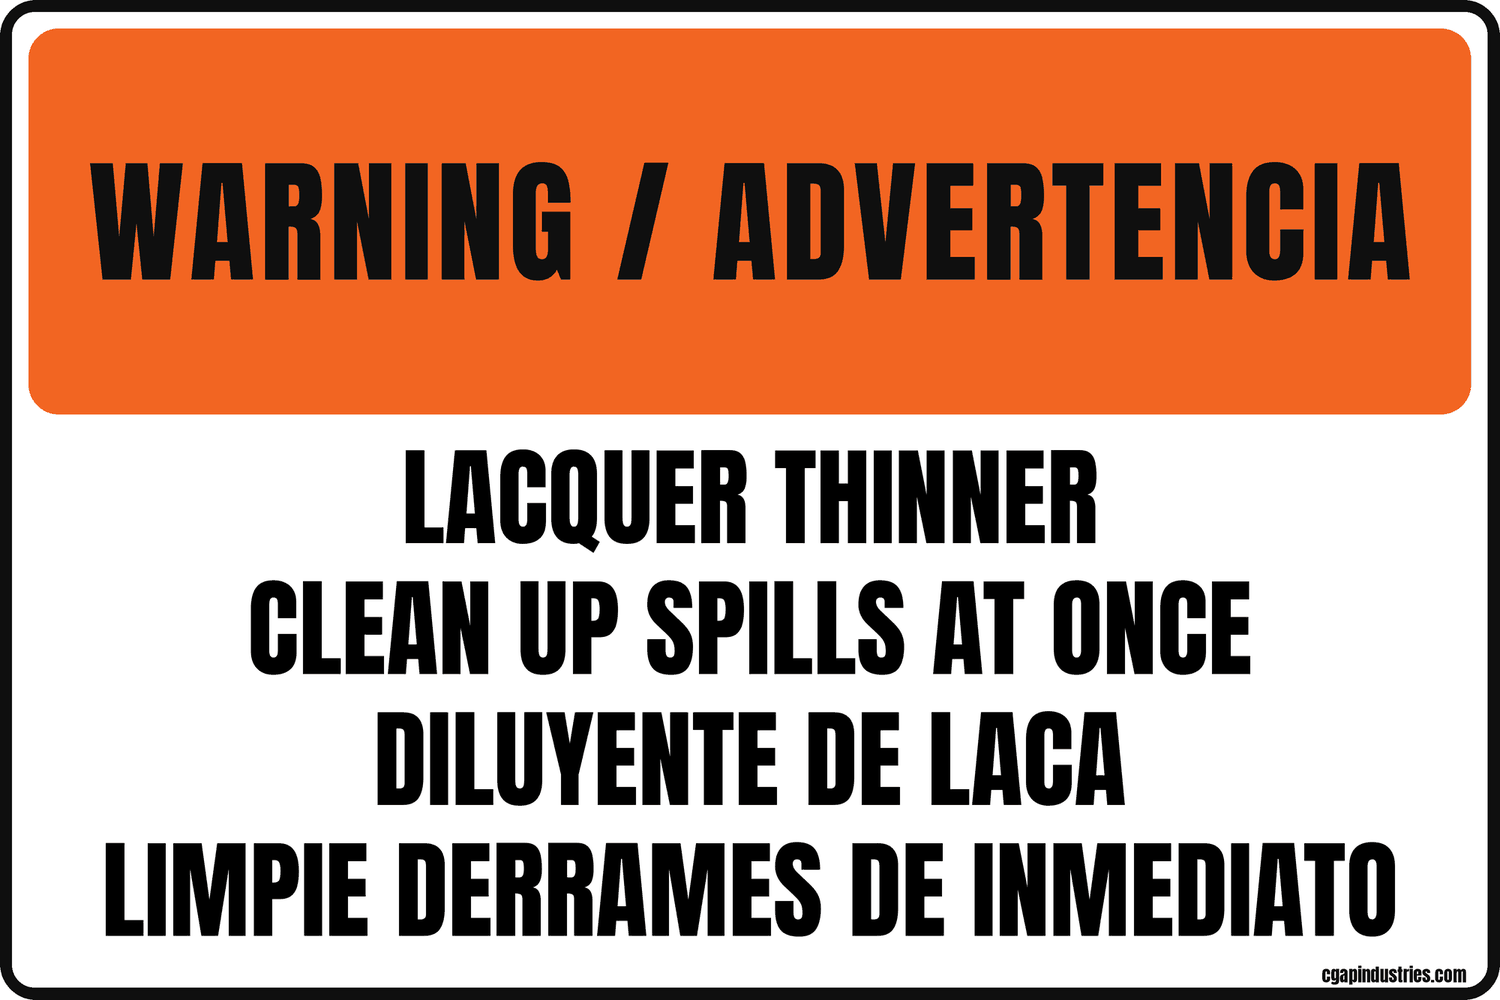 WARNING / ADVERTENCIA
LACQUER THINNER
CLEAN UP SPILLS AT ONCE
DILUYENTE DE LACA
LIMPIE DERRAMES DE INMEDIATO
cgapindustries.com